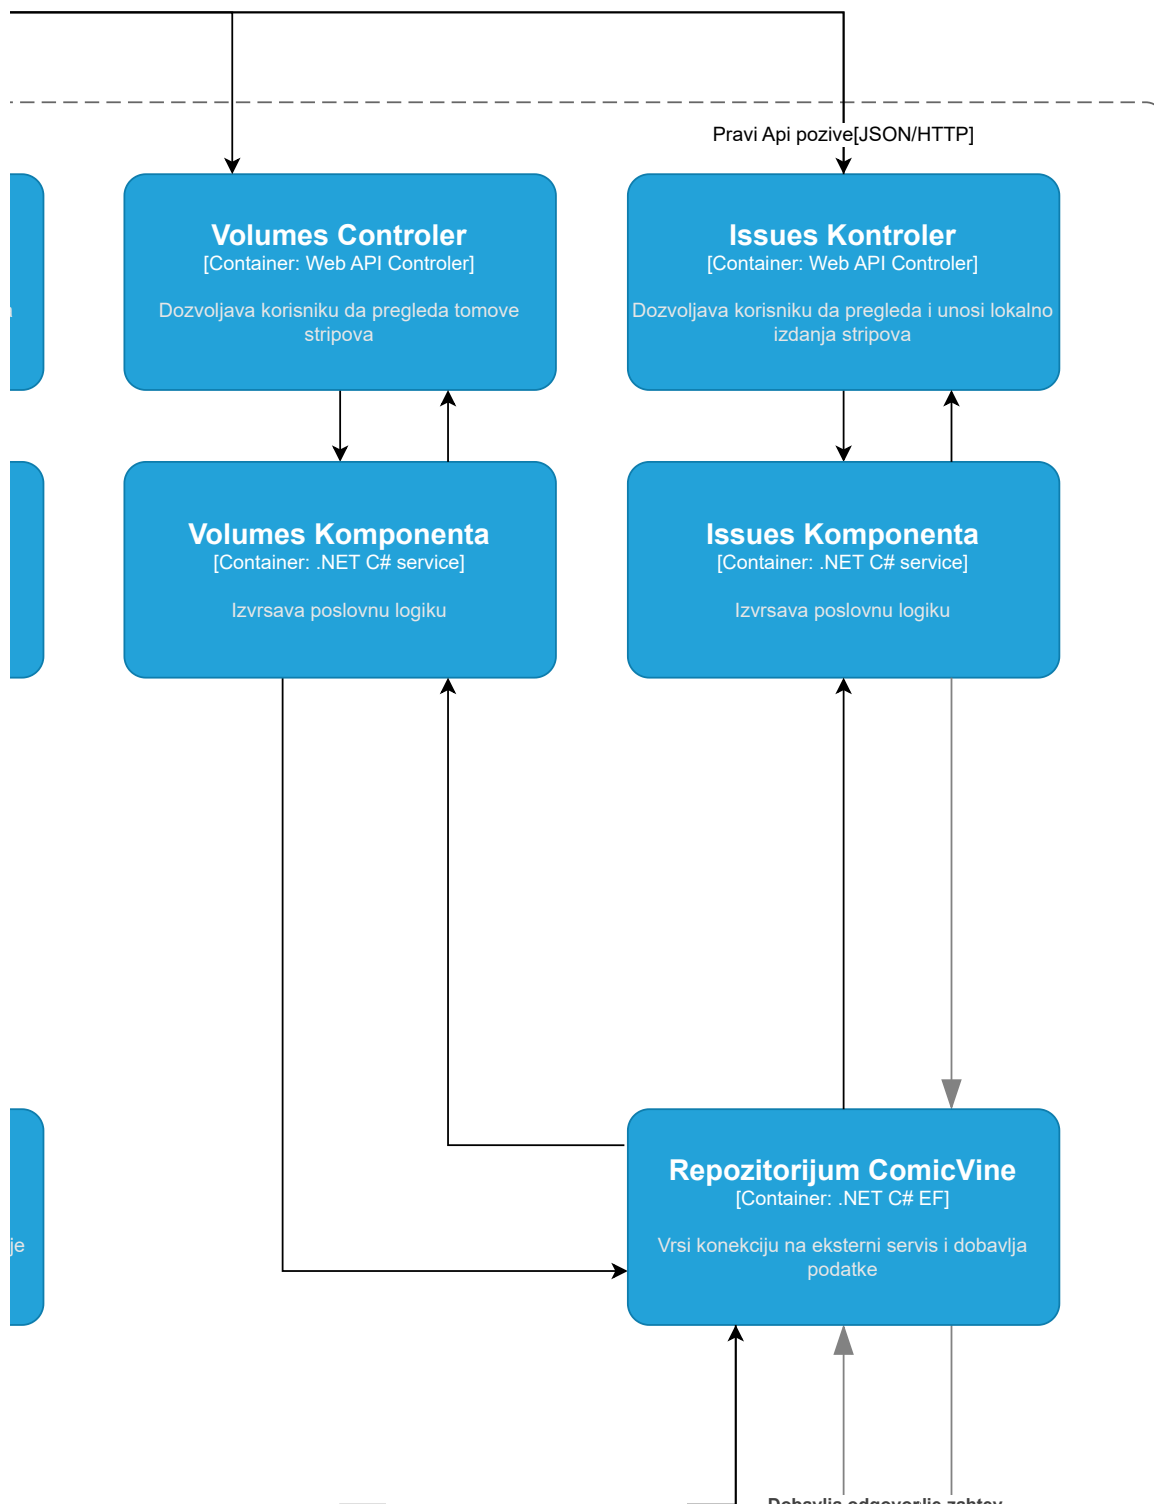 Pravi Api pozive[JSON/HTTP]
Volumes Controler
[Container: Web API Controler]
Dozvoljava korisniku da pregleda tomove
stripova
Issues Kontroler
[Container: Web API Controler]
Dozvoljava korisniku da pregleda i unosi lokalno
izdanja stripova
Volumes Komponenta
[Container: .NET C# service]
Izvrsava poslovnu logiku
Issues Komponenta
[Container: .NET C# service]
Izvrsava poslovnu logiku
Repozitorijum ComicVine
[Container: .NET C# EF]
Vrsi konekciju na eksterni servis i dobavlja
podatke
je